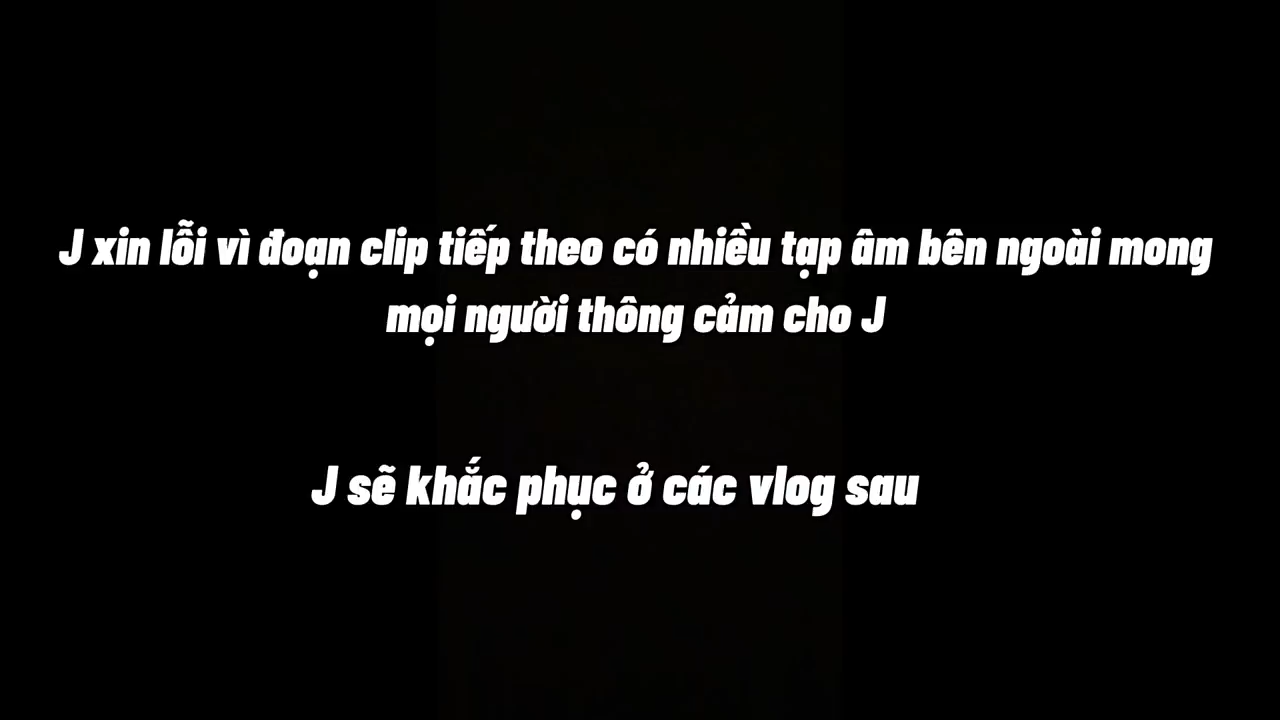 J xin lỗi vì đoạn clip tiếp theo có nhiều tạp âm bên ngoài mong
mọi người thông cảm cho J
J sẽ khắc phục ở các vlog sau